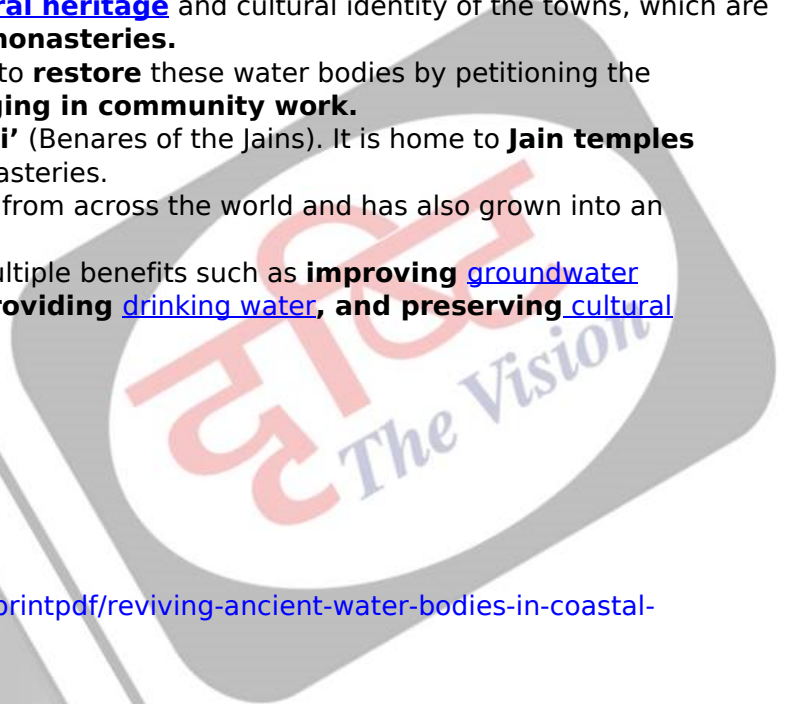 ral heritage and cultural identity of the towns, which are
monasteries.
to restore these water bodies by petitioning the
ging in community work.
i’ (Benares of the Jains). It is home to Jain temples
asteries.
from across the world and has also grown into an
ultiple benefits such as improving groundwater
roviding drinking water, and preserving cultural
दृष्टि
The Vision
printpdf/reviving-ancient-water-bodies-in-coastal-